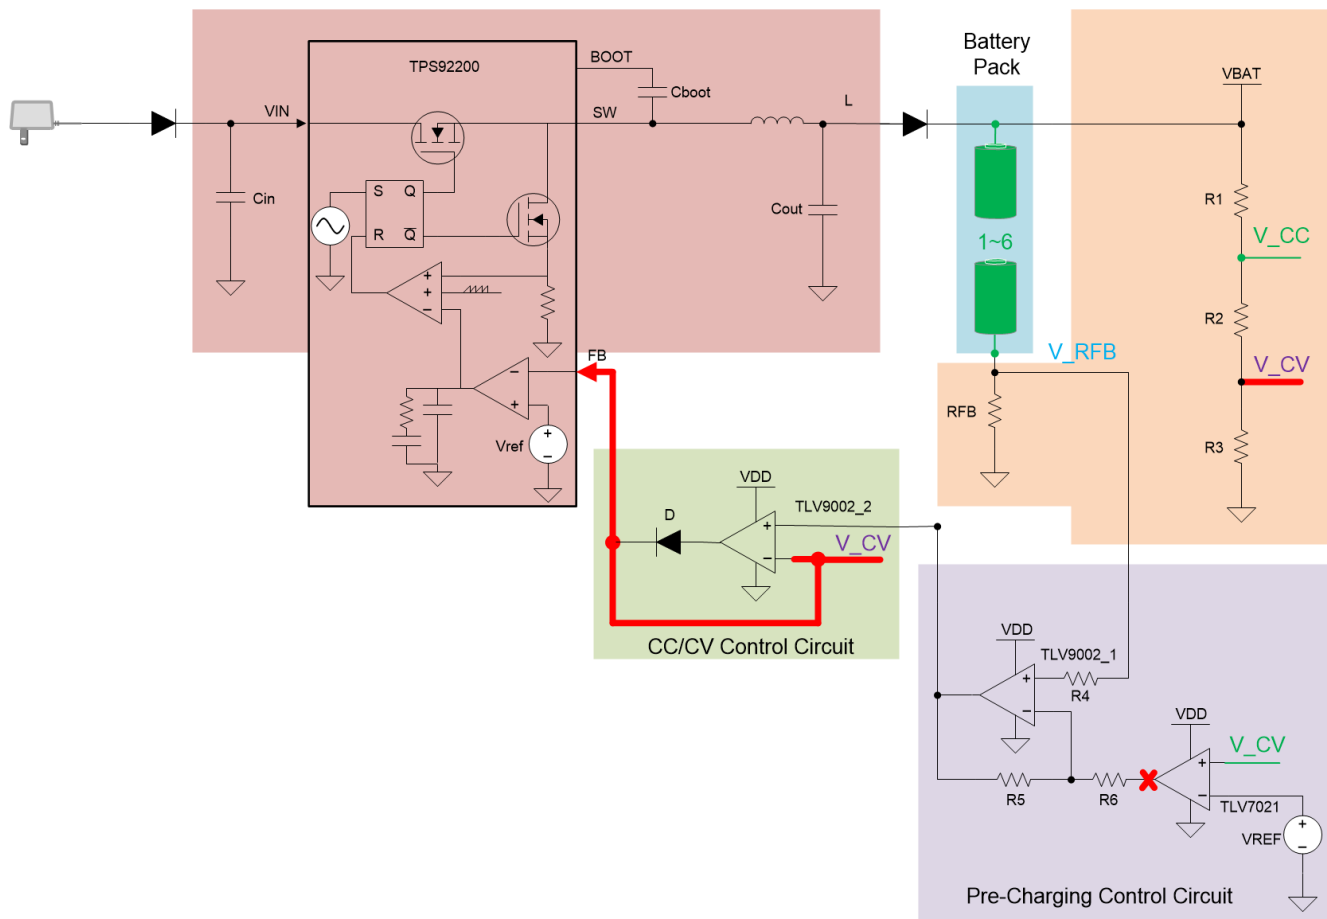 Battery
Pack
TPS92200
BOOT
VBAT
Cboot
L
VIN
SW
S
Q
R
Q̅
Cin
Cout
R1
V_CC
1~6
R2
+
+
−
FB
V_RFB
V_CV
−
+
RFB
Vref
+
−
R3
VDD
D
TLV9002_2
+
−
V_CV
CC/CV Control Circuit
VDD
TLV9002_1
+
−
R4
VDD
V_CV
+
−
R5
R6
TLV7021
VREF
+
−
Pre-Charging Control Circuit